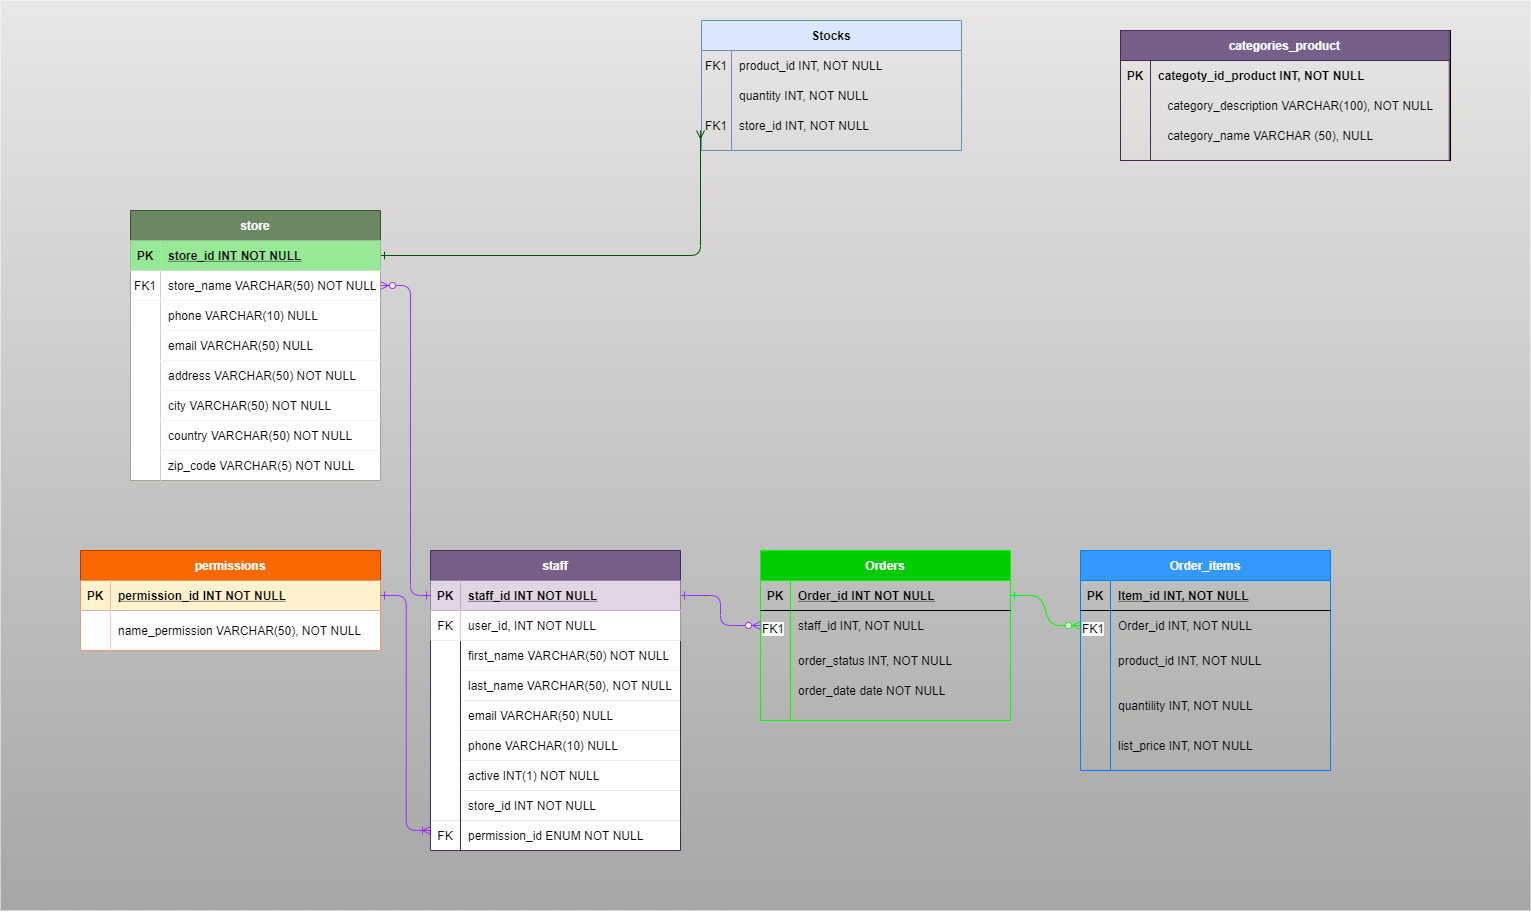 Stocks
FK1 product_id INT, NOT NULL
quantity INT, NOT NULL
FK1 store_id INT, NOT NULL
categories_product
PK categoty_id_product INT, NOT NULL
category_description VARCHAR(100), NOT NULL
category_name VARCHAR (50), NULL
store
PK store_id INT NOT NULL
FK1 store_name VARCHAR(50) NOT NULL
phone VARCHAR(10) NULL
email VARCHAR(50) NULL
address VARCHAR(50) NOT NULL
city VARCHAR(50) NOT NULL
country VARCHAR(50) NOT NULL
zip_code VARCHAR(5) NOT NULL
permissions
PK permission_id INT NOT NULL
name_permission VARCHAR(50), NOT NULL
staff
PK staff_id INT NOT NULL
FK user_id, INT NOT NULL
first_name VARCHAR(50) NOT NULL
last_name VARCHAR(50), NOT NULL
email VARCHAR(50) NULL
phone VARCHAR(10) NULL
active INT(1) NOT NULL
store_id INT NOT NULL
FK permission_id ENUM NOT NULL
Orders
PK Order_id INT NOT NULL
FK1 staff_id INT, NOT NULL
order_status INT, NOT NULL
order_date date NOT NULL
Order_items
PK Item_id INT, NOT NULL
FK1 Order_id INT, NOT NULL
product_id INT, NOT NULL
quantility INT, NOT NULL
list_price INT, NOT NULL